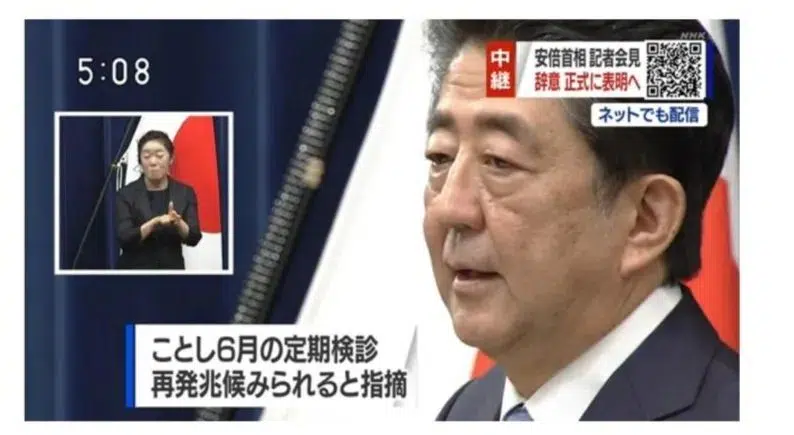 5:08
NHK
中継
安倍首相 記者会見
辞意 正式に表明へ
ネットでも配信
ことし6月の定期検診
再発兆候みられると指摘